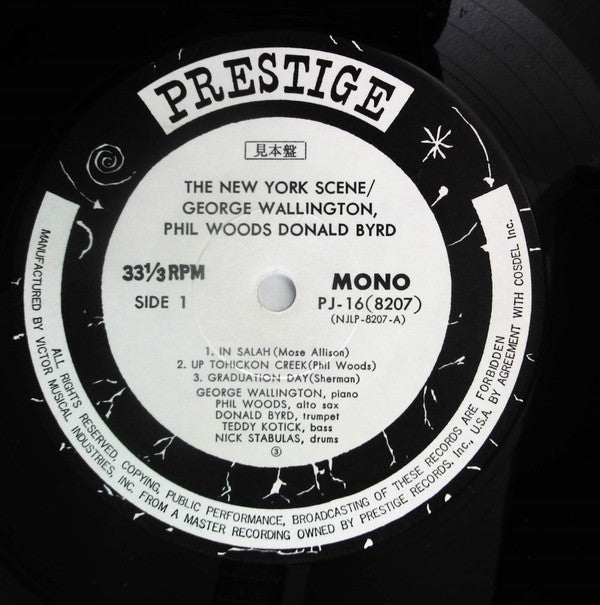 PRESTIGE
見本盤
THE NEW YORK SCENE/
GEORGE WALLINGTON,
PHIL WOODS DONALD BYRD
33⅓ RPM
SIDE 1
MONO
PJ-16(8207)
(NJLP-8207-A)
1. IN SALAH (Mose Allison)
2. UP TOHICKON CREEK(Phil Woods)
3. GRADUATION DAY(Sherman)
GEORGE WALLINGTON, piano
PHIL WOODS, alto sax
DONALD BYRD, trumpet
TEDDY KOTICK, bass
NICK STABULAS, drums
③
ALL RIGHTS RESERVED, COPYING, PUBLIC PERFORMANCE, BROADCASTING OF THESE RECORDS ARE FORBIDDEN
MANUFACTURED BY VICTOR MUSICAL INDUSTRIES, INC. FROM A MASTER RECORDING OWNED BY PRESTIGE RECORDS, Inc., U.S.A. BY AGREEMENT WITH COSDEL Inc.